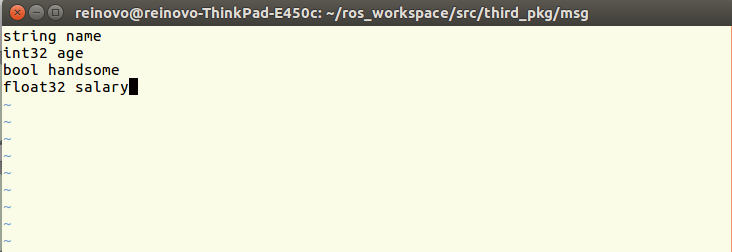 reinovo@reinovo-ThinkPad-E450c: ~/ros_workspace/src/third_pkg/msg
string name
int32 age
bool handsome
float32 salary
~
~
~
~
~
~
~
~
~